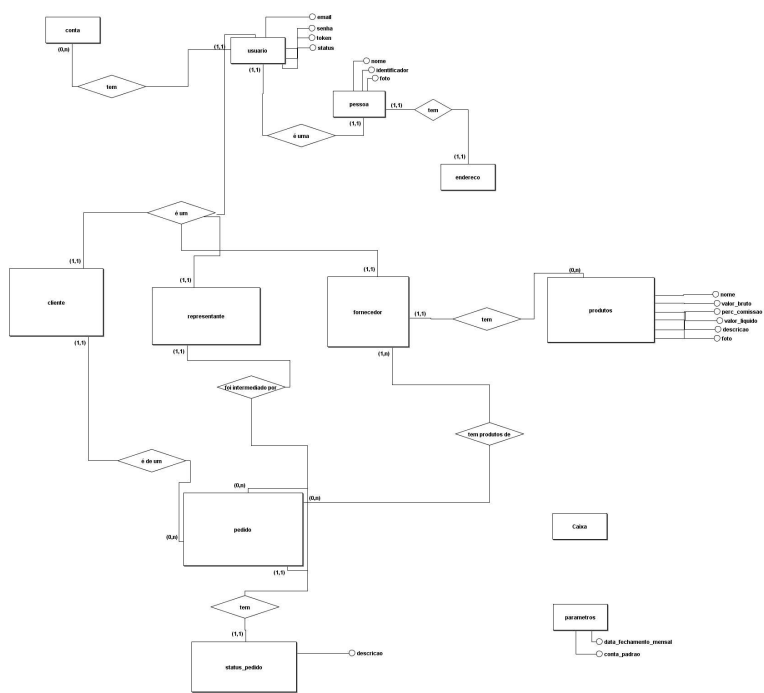 email
conta
senha
(0,n)
(1,1)
usuario
token
status
nome
(1,1)
identificador
foto
tem
pessoa
(1,1)
tem
(1,1)
é uma
(1,1)
endereco
é um
(1,1)
(1,1)
(1,1)
(0,n)
cliente
representante
fornecedor
(1,1)
tem
produtos
nome
valor_bruto
perc_comissao
valor_liquido
descricao
foto
(1,1)
(1,1)
(1,n)
foi intermediado por
tem produtos de
é de um
(0,n)
(0,n)
(0,n)
pedido
Caixa
(1,1)
tem
parametros
(1,1)
data_fechamento_mensal
conta_padrao
status_pedido
descricao